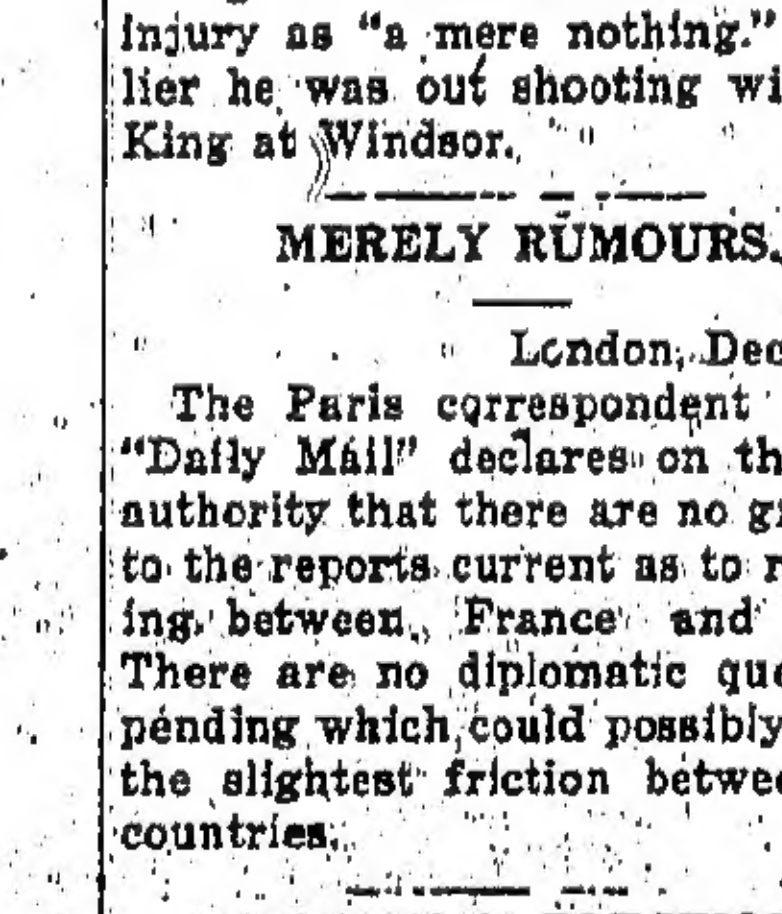 injury as "a mere nothing."
lier he was out shooting wi
King at Windsor.
MERELY RUMOURS.
London, Dec
The Paris correspondent
"Daily Mail" declares on th
authority that there are no g
to the reports current as to r
ing between France and
There are no diplomatic que
pending which could possibly
the slightest friction betwee
countries.